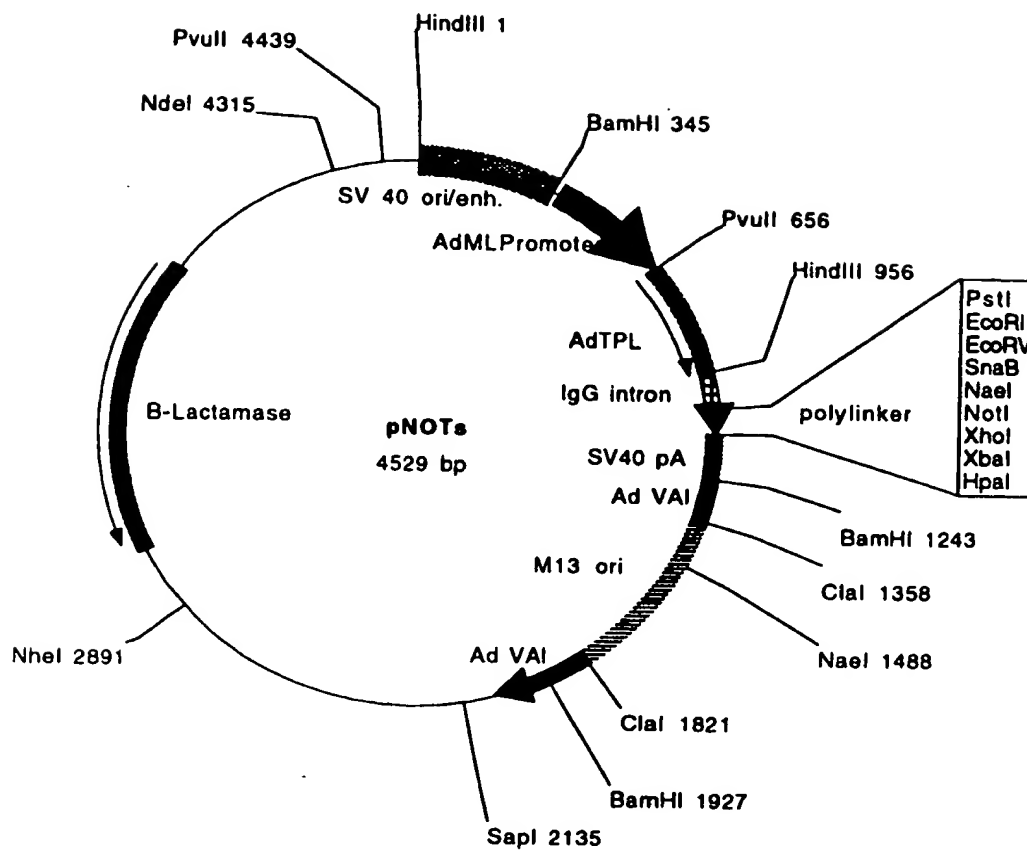 HindIII 1
PvuII 4439
NdeI 4315
BamHI 345
SV 40 ori/enh.
AdMLPromote
PvuII 656
HindIII 956
PstI
EcoRI
EcoRV
SnaB
NaeI
NotI
XhoI
XbaI
HpaI
AdTPL
IgG intron
polylinker
B-Lactamase
pNOTs
4529 bp
SV40 pA
Ad VAI
BamHI 1243
M13 ori
ClaI 1358
NheI 2891
Ad VAI
NaeI 1488
ClaI 1821
BamHI 1927
SapI 2135